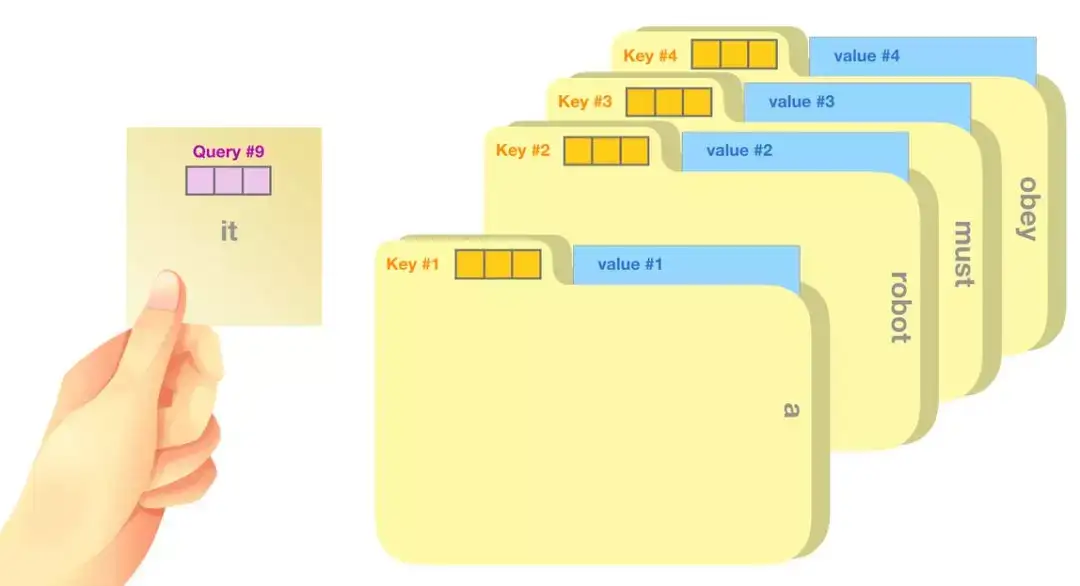 Query #9
it
Key #4
value #4
obey
Key #3
value #3
must
Key #2
value #2
robot
Key #1
value #1
a